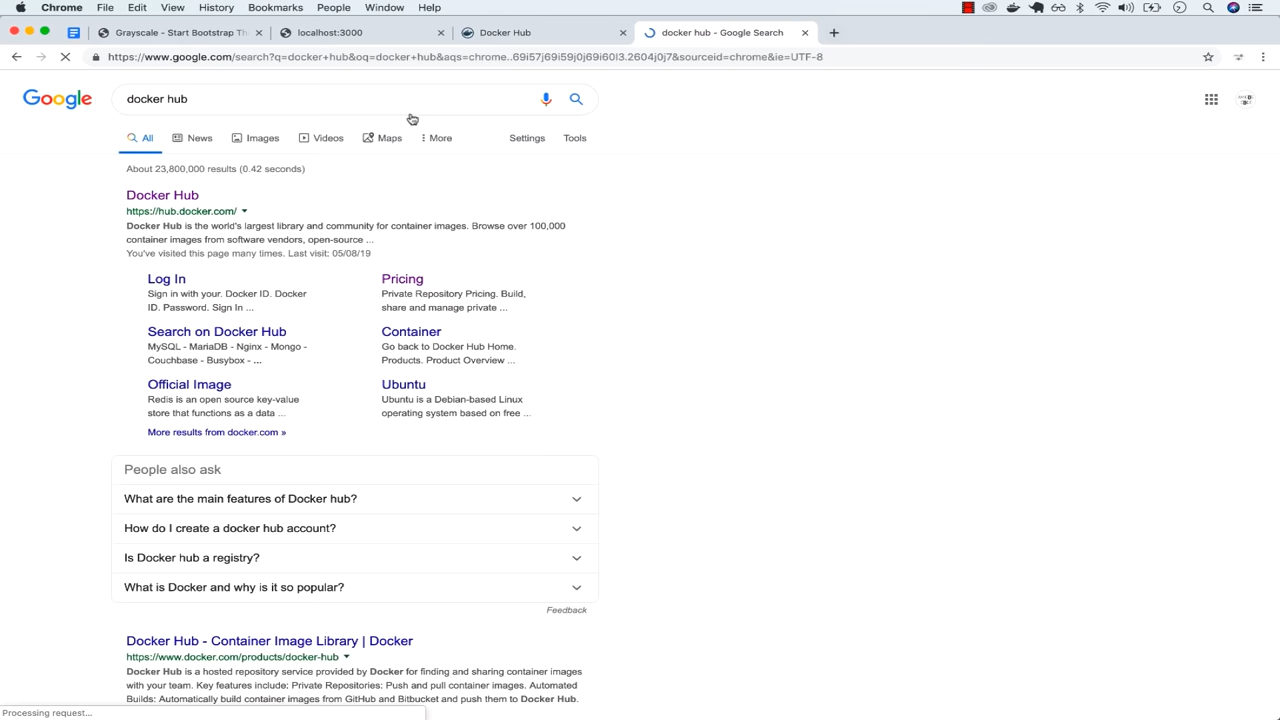 Chrome File Edit View History Bookmarks People Window Help
Grayscale - Start Bootstrap Th
localhost:3000
Docker Hub
docker hub - Google Search
https://www.google.com/search?q=docker+hub&oq=docker+hub&aqs=chrome..69i57j69i59j0j69i60l3.2604j0j7&sourceid=chrome&ie=UTF-8
Google
docker hub
All News Images Videos Maps More Settings Tools
About 23,800,000 results (0.42 seconds)
Docker Hub
https://hub.docker.com/
Docker Hub is the world's largest library and community for container images. Browse over 100,000
container images from software vendors, open-source ...
You've visited this page many times. Last visit: 05/08/19
Log In
Sign in with your. Docker ID. Docker
ID. Password. Sign In ...
Pricing
Private Repository Pricing. Build,
share and manage private ...
Search on Docker Hub
MySQL - MariaDB - Nginx - Mongo -
Couchbase - Busybox - ...
Container
Go back to Docker Hub Home.
Products. Product Overview ...
Official Image
Redis is an open source key-value
store that functions as a data ...
Ubuntu
Ubuntu is a Debian-based Linux
operating system based on free ...
More results from docker.com »
People also ask
What are the main features of Docker hub?
How do I create a docker hub account?
Is Docker hub a registry?
What is Docker and why is it so popular?
Feedback
Docker Hub - Container Image Library | Docker
https://www.docker.com/products/docker-hub
Docker Hub is a hosted repository service provided by Docker for finding and sharing container images
with your team. Key features include: Private Repositories: Push and pull container images. Automated
Builds: Automatically build container images from GitHub and Bitbucket and push them to Docker Hub.
Processing request...